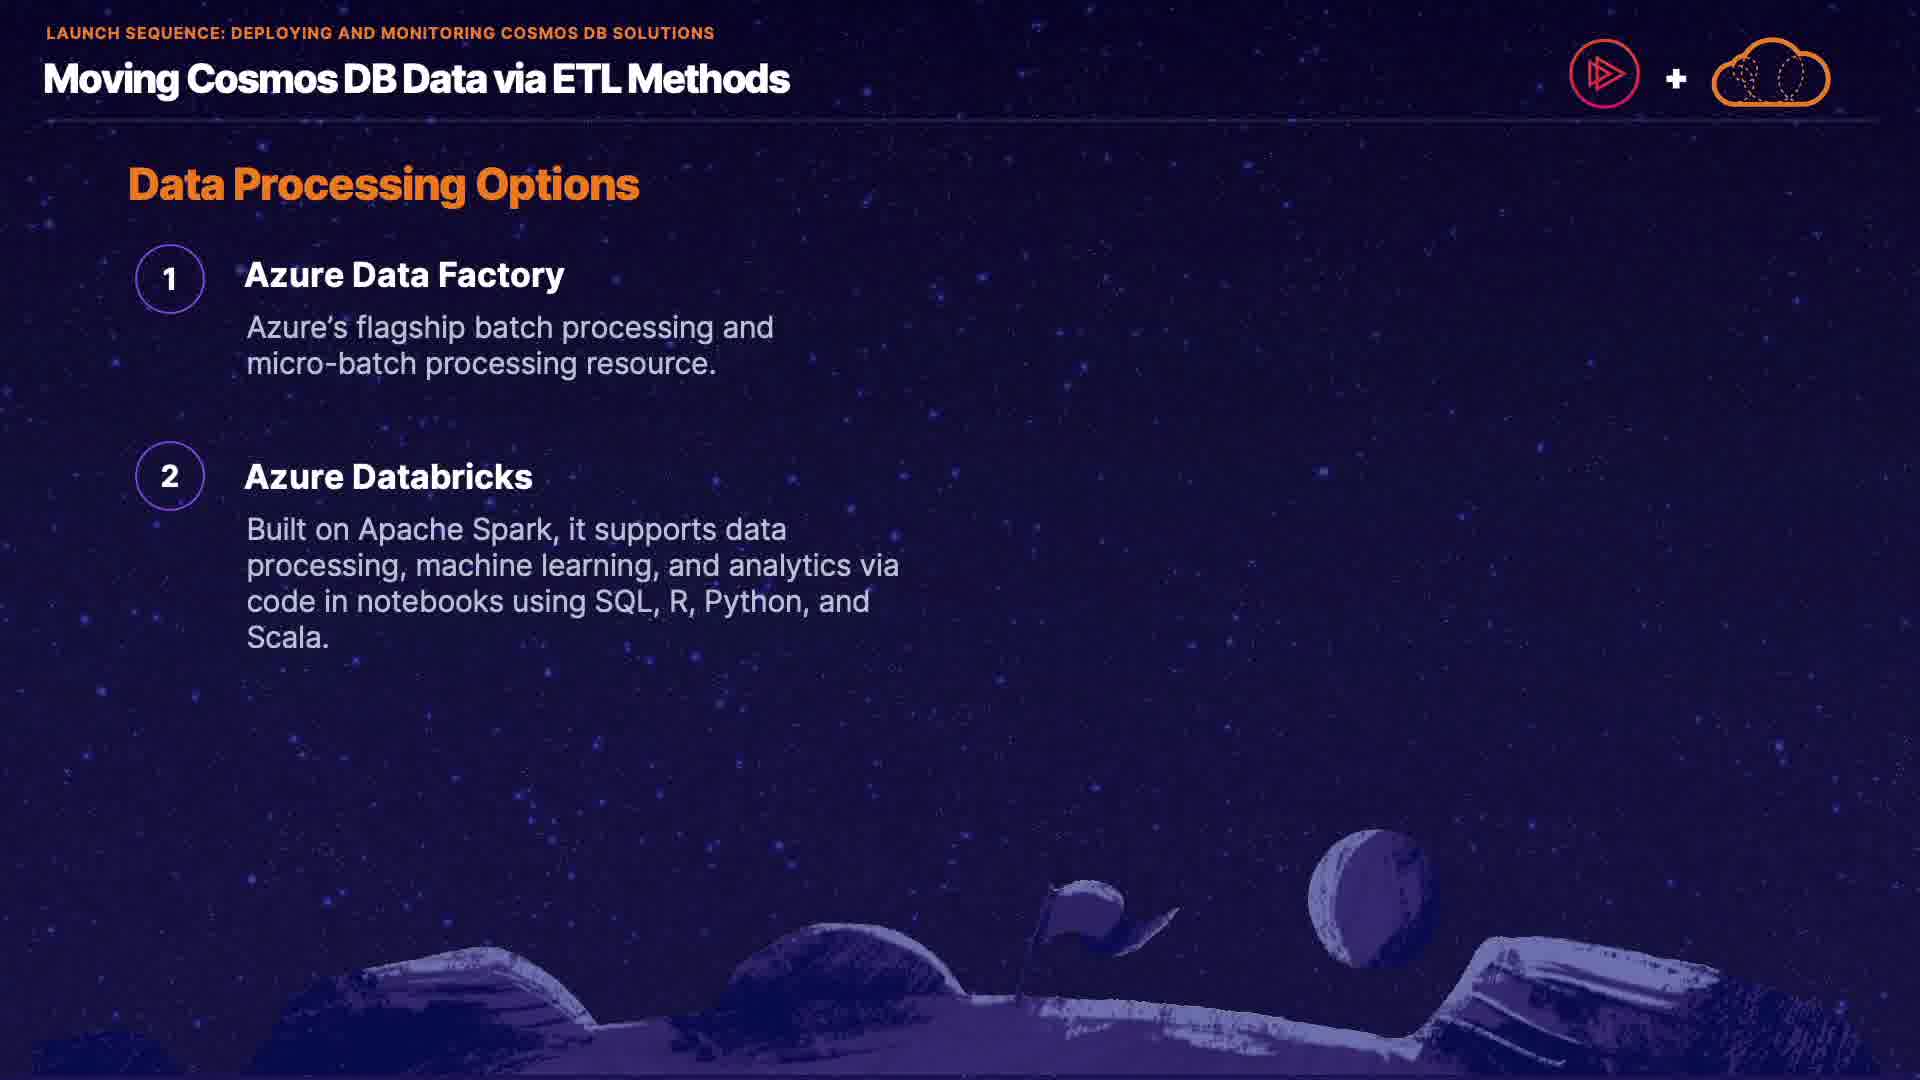 LAUNCH SEQUENCE: DEPLOYING AND MONITORING COSMOS DB SOLUTIONS
Moving Cosmos DB Data via ETL Methods
+
Data Processing Options
1
Azure Data Factory
Azure’s flagship batch processing and
micro-batch processing resource.
2
Azure Databricks
Built on Apache Spark, it supports data
processing, machine learning, and analytics via
code in notebooks using SQL, R, Python, and
Scala.